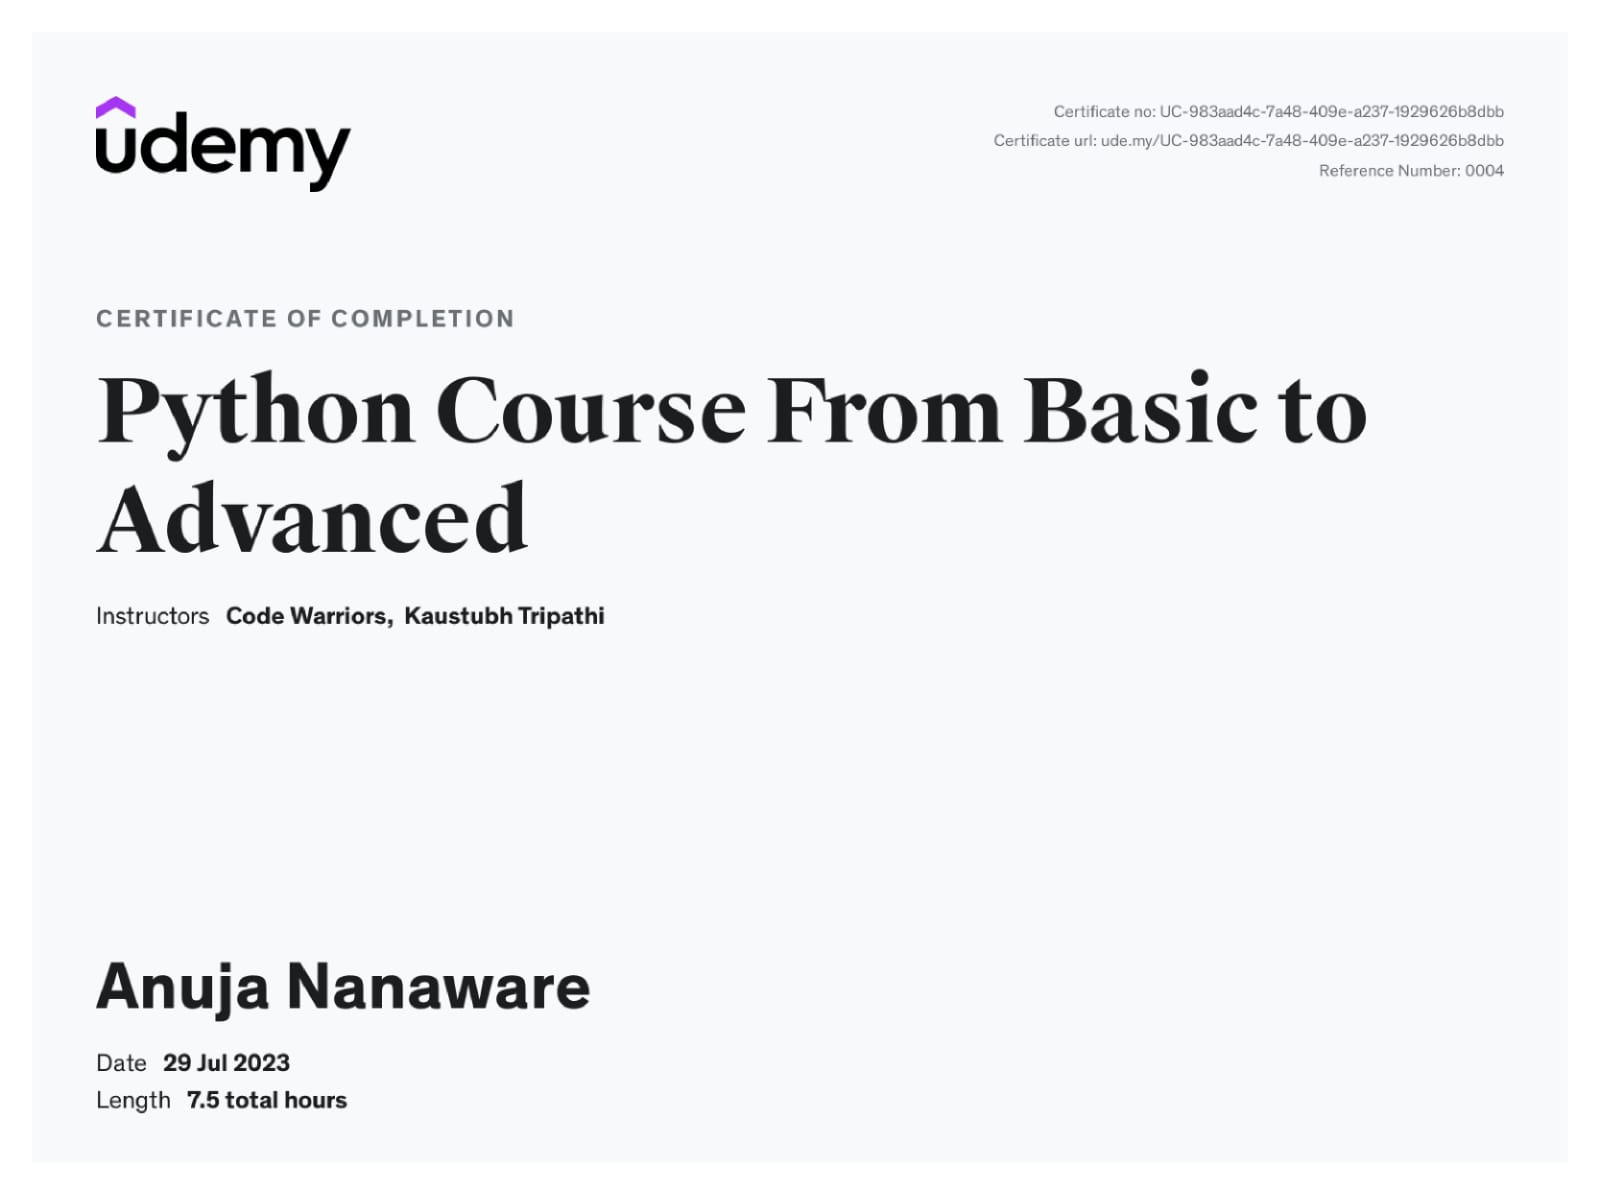 udemy
Certificate no: UC-983aad4c-7a48-409e-a237-1929626b8dbb
Certificate url: ude.my/UC-983aad4c-7a48-409e-a237-1929626b8dbb
Reference Number: 0004
CERTIFICATE OF COMPLETION
Python Course From Basic to
Advanced
Instructors Code Warriors, Kaustubh Tripathi
Anuja Nanaware
Date 29 Jul 2023
Length 7.5 total hours